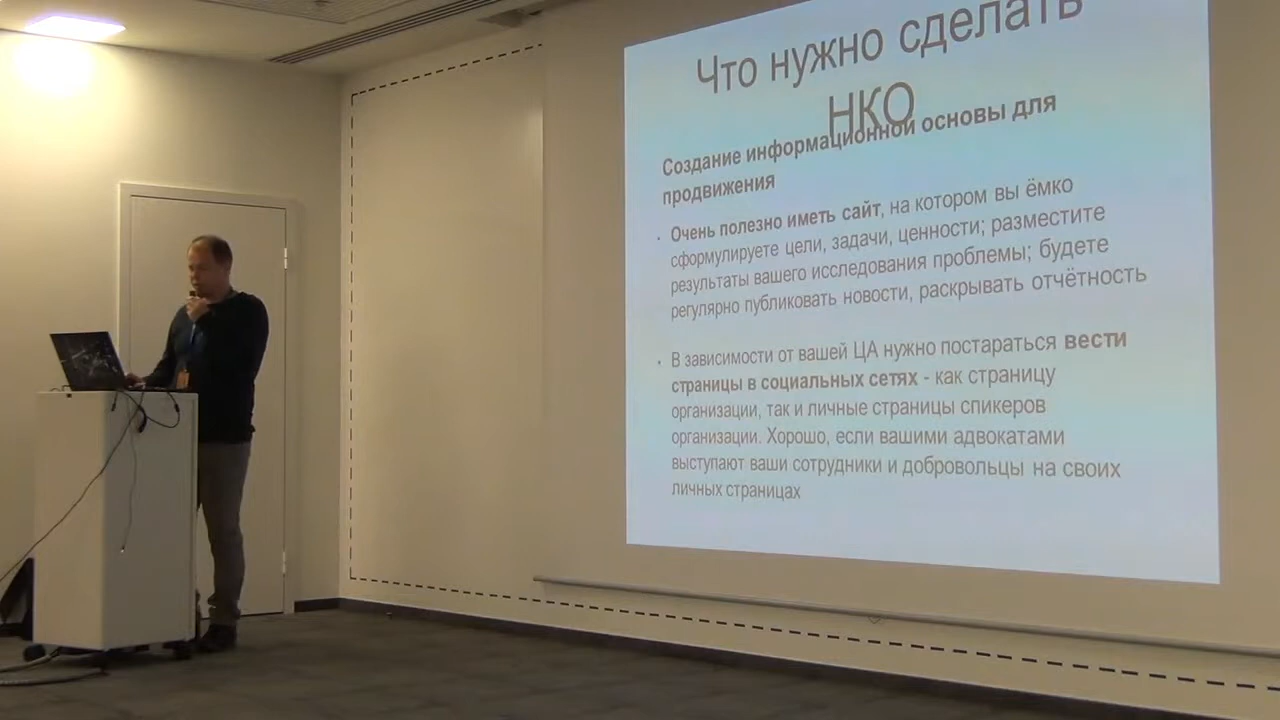 Что нужно сделать
НКО
Создание информационной основы для
продвижения
• Очень полезно иметь сайт, на котором вы ёмко
сформулируете цели, задачи, ценности; разместите
результаты вашего исследования проблемы; будете
регулярно публиковать новости, раскрывать отчётность
• В зависимости от вашей ЦА нужно постараться вести
страницы в социальных сетях - как страницу
организации, так и личные страницы спикеров
организации. Хорошо, если вашими адвокатами
выступают ваши сотрудники и добровольцы на своих
личных страницах